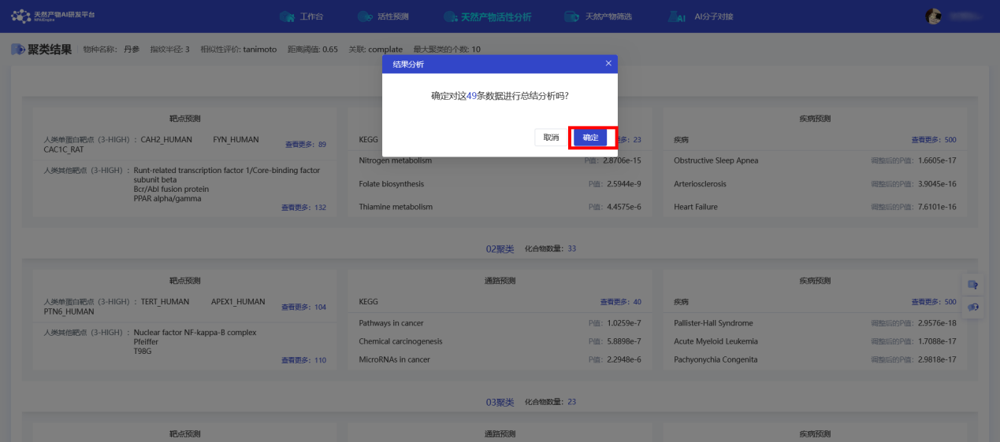 天然产物AI研发平台
NPAIEngine
工作台
活性预测
天然产物活性分析
天然产物筛选
AI分子对接
聚类结果 物种名称: 丹参 指纹半径: 3 相似性评价: tanimoto 距离阈值: 0.65 关联: complate 最大聚类的个数: 10
结果分析 ×
确定对这49条数据进行总结分析吗?
取消 确定
靶点预测
人类单蛋白靶点(3-HIGH): CAH2_HUMAN FYN_HUMAN
CAC1C_RAT
查看更多: 89
人类其他靶点(3-HIGH): Runt-related transcription factor 1/Core-binding factor
subunit beta
Bcr/Abl fusion protein
PPAR alpha/gamma
查看更多: 132
KEGG 多: 23
Nitrogen metabolism P值: 2.8706e-15
Folate biosynthesis P值: 2.5944e-9
Thiamine metabolism P值: 4.4575e-6
疾病预测
疾病 查看更多: 500
Obstructive Sleep Apnea 调整后的P值: 1.6605e-17
Arteriosclerosis 调整后的P值: 3.9045e-16
Heart Failure 调整后的P值: 7.6101e-16
02聚类 化合物数量: 33
靶点预测
人类单蛋白靶点(3-HIGH): TERT_HUMAN APEX1_HUMAN
PTN6_HUMAN
查看更多: 104
人类其他靶点(3-HIGH): Nuclear factor NF-kappa-B complex
Pfeiffer
T98G
查看更多: 110
通路预测
KEGG 查看更多: 40
Pathways in cancer P值: 1.0259e-7
Chemical carcinogenesis P值: 5.8898e-7
MicroRNAs in cancer P值: 2.2948e-6
疾病预测
疾病 查看更多: 500
Pallister-Hall Syndrome 调整后的P值: 2.9576e-18
Acute Myeloid Leukemia 调整后的P值: 1.7088e-17
Pachyonychia Congenita 调整后的P值: 2.9818e-17
03聚类 化合物数量: 23
靶点预测
通路预测
疾病预测